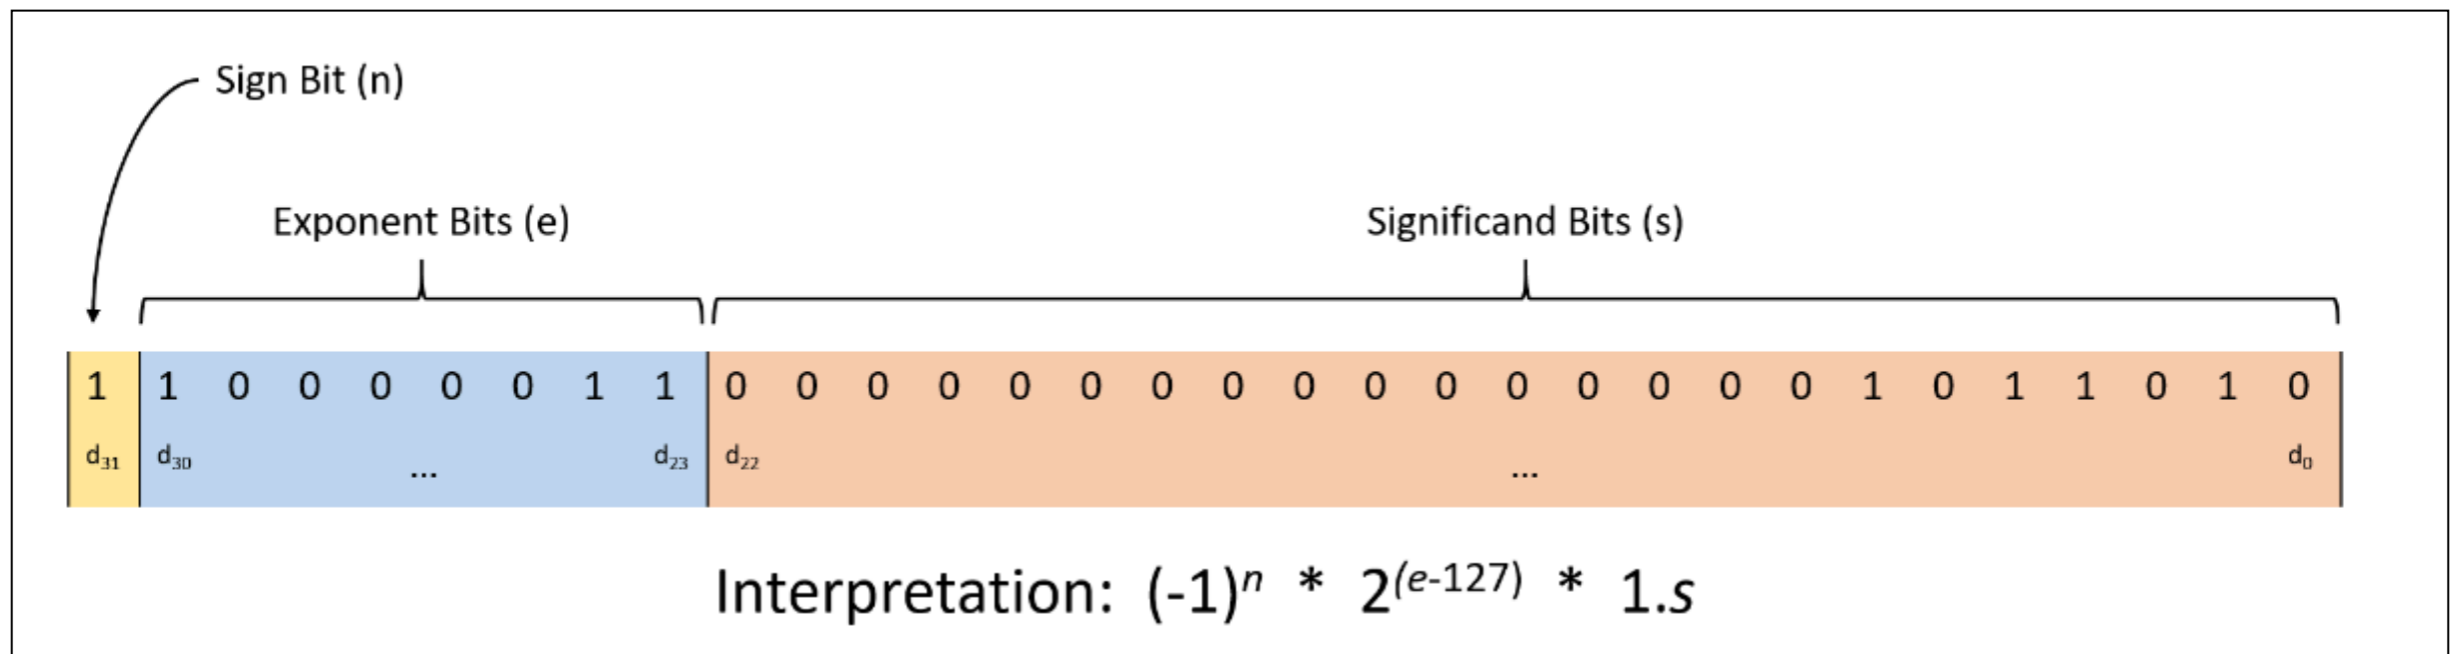 Sign Bit (n)
Exponent Bits (e) Significand Bits (s)
1 1 0 0 0 0 0 1 1 0 0 0 0 0 0 0 0 0 0 0 0 0 0 0 0 1 0 1 1 0 1 0
d₃₁ d₃₀ ... d₂₃ d₂₂ ... d₀
Interpretation: (-1)ⁿ * 2⁽ᵉ⁻¹²⁷⁾ * 1.s